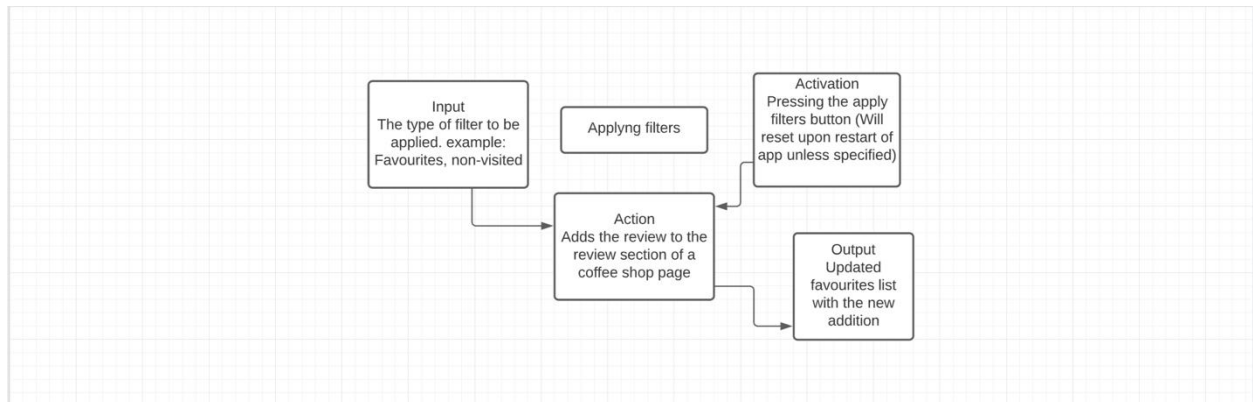 Input
The type of filter to be
applied. example:
Favourites, non-visited
Applyng filters
Activation
Pressing the apply
filters button (Will
reset upon restart of
app unless specified)
Action
Adds the review to the
review section of a
coffee shop page
Output
Updated
favourites list
with the new
addition